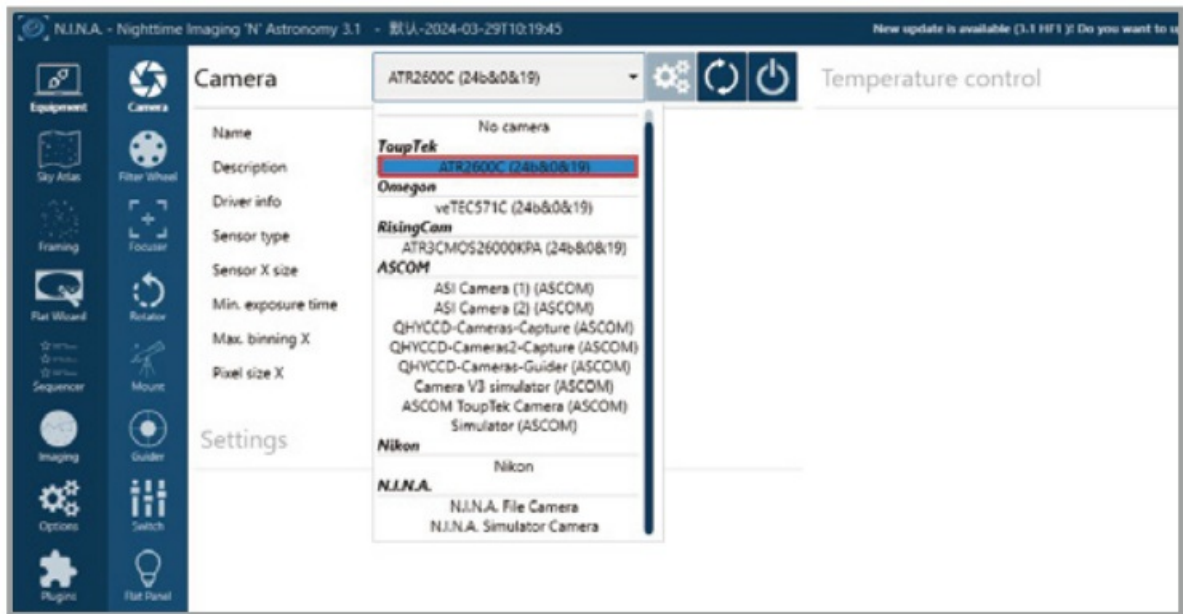 N.I.N.A. - Nighttime Imaging 'N' Astronomy 3.1 - 默认-2024-03-29T10:19:45
New update is available (3.1 HF1)! Do you want to u
Equipment
Camera
Sky Atlas
Filter Wheel
Framing
Focuser
Flat Wizard
Rotator
Sequencer
Mount
Imaging
Guider
Options
Switch
Plugins
Flat Panel
Camera
ATR2600C (24b&0&19)
Temperature control
Name
Description
Driver info
Sensor type
Sensor X size
Min. exposure time
Max. binning X
Pixel size X
Settings
No camera
ToupTek
ATR2600C (24b&0&19)
Omegon
veTEC571C (24b&0&19)
RisingCam
ATR3CMOS26000KPA (24b&0&19)
ASCOM
ASI Camera (1) (ASCOM)
ASI Camera (2) (ASCOM)
QHYCCD-Cameras-Capture (ASCOM)
QHYCCD-Cameras2-Capture (ASCOM)
QHYCCD-Cameras-Guider (ASCOM)
Camera V3 simulator (ASCOM)
ASCOM ToupTek Camera (ASCOM)
Simulator (ASCOM)
Nikon
Nikon
N.I.N.A.
N.I.N.A. File Camera
N.I.N.A. Simulator Camera